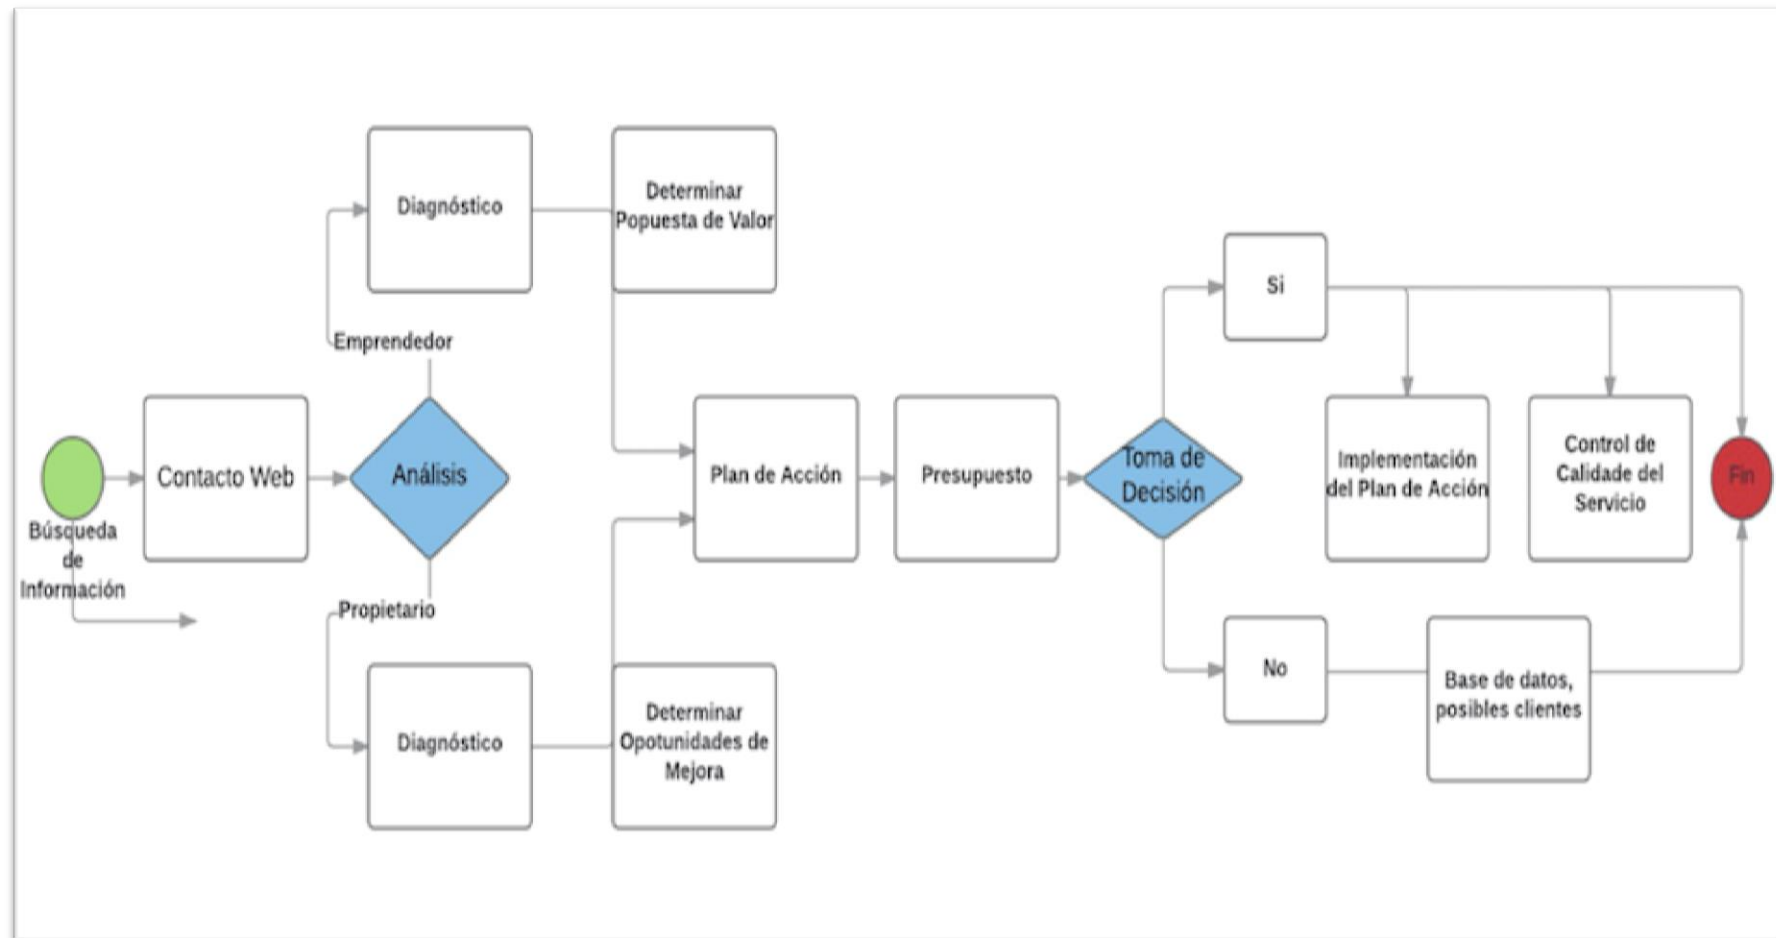 Diagnóstico
Determinar
Popuesta de Valor
Emprendedor
Búsqueda
de
Información
Contacto Web
Análisis
Propietario
Diagnóstico
Determinar
Opotunidades de
Mejora
Plan de Acción
Presupuesto
Toma de
Decisión
Si
Implementación
del Plan de Acción
Control de
Calidade del
Servicio
No
Base de datos,
posibles clientes
Fin